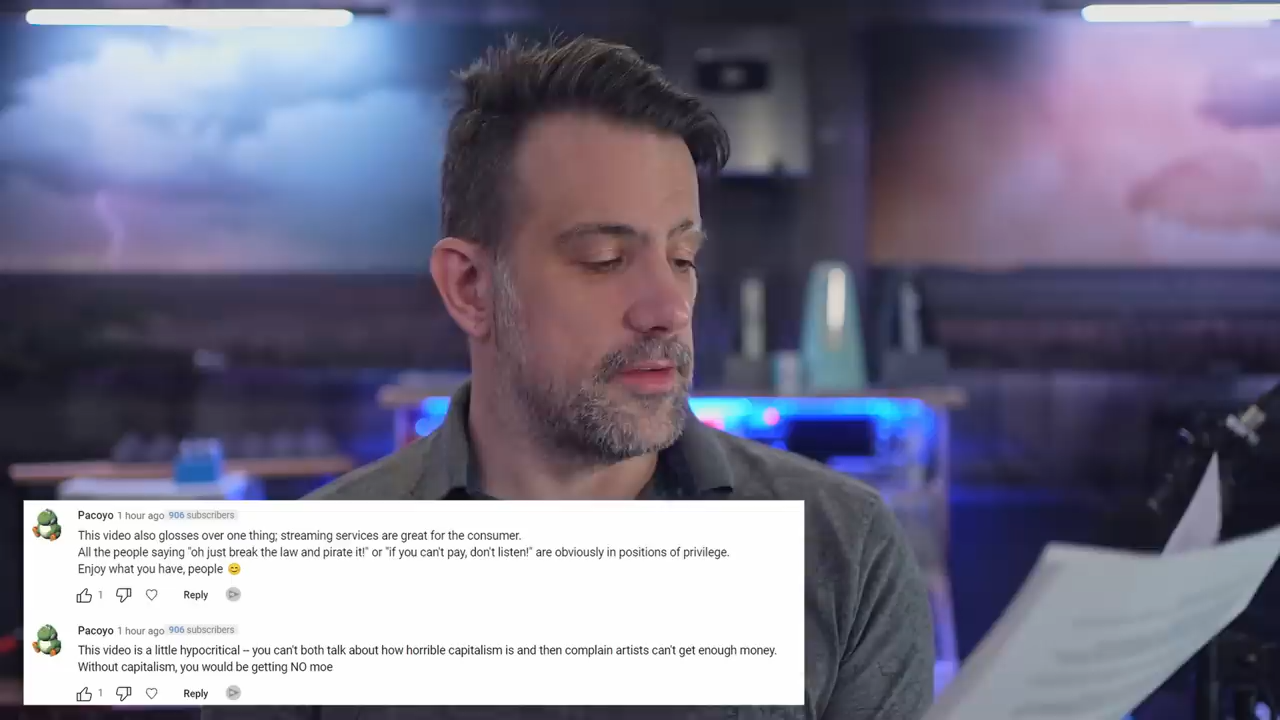 Pacoyo 1 hour ago 906 subscribers
This video also glosses over one thing; streaming services are great for the consumer.
All the people saying "oh just break the law and pirate it!" or "if you can't pay, don't listen!" are obviously in positions of privilege.
Enjoy what you have, people 😊
1 Reply
Pacoyo 1 hour ago 906 subscribers
This video is a little hypocritical -- you can't both talk about how horrible capitalism is and then complain artists can't get enough money.
Without capitalism, you would be getting NO moe
1 Reply